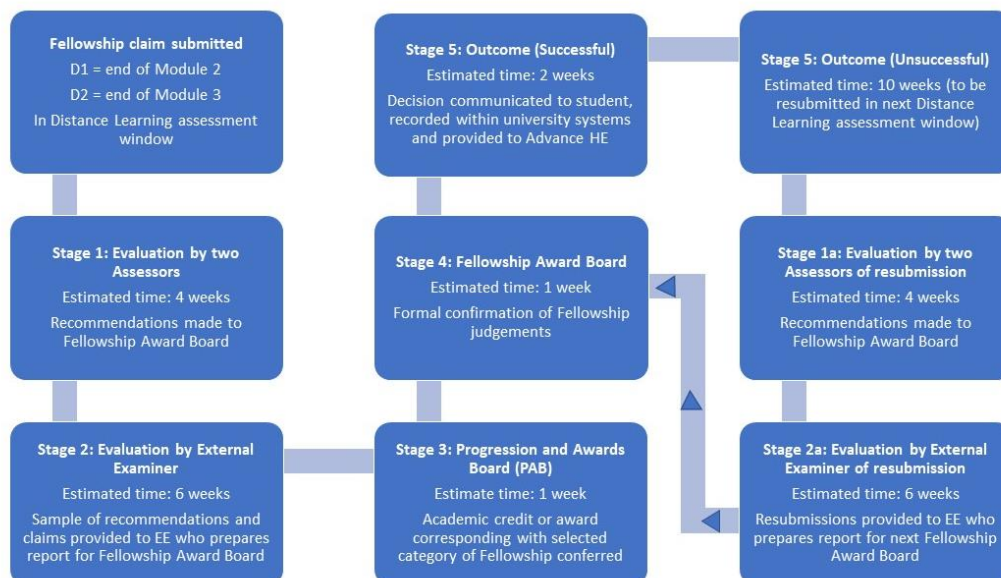 Fellowship claim submitted
D1 = end of Module 2
D2 = end of Module 3
In Distance Learning assessment
window
Stage 1: Evaluation by two
Assessors
Estimated time: 4 weeks
Recommendations made to
Fellowship Award Board
Stage 2: Evaluation by External
Examiner
Estimated time: 6 weeks
Sample of recommendations and
claims provided to EE who prepares
report for Fellowship Award Board
Stage 3: Progression and Awards
Board (PAB)
Estimate time: 1 week
Academic credit or award
corresponding with selected
category of Fellowship conferred
Stage 4: Fellowship Award Board
Estimated time: 1 week
Formal confirmation of Fellowship
judgements
Stage 5: Outcome (Successful)
Estimated time: 2 weeks
Decision communicated to student,
recorded within university systems
and provided to Advance HE
Stage 5: Outcome (Unsuccessful)
Estimated time: 10 weeks (to be
resubmitted in next Distance
Learning assessment window)
Stage 1a: Evaluation by two
Assessors of resubmission
Estimated time: 4 weeks
Recommendations made to
Fellowship Award Board
Stage 2a: Evaluation by External
Examiner of resubmission
Estimated time: 6 weeks
Resubmissions provided to EE who
prepares report for next Fellowship
Award Board